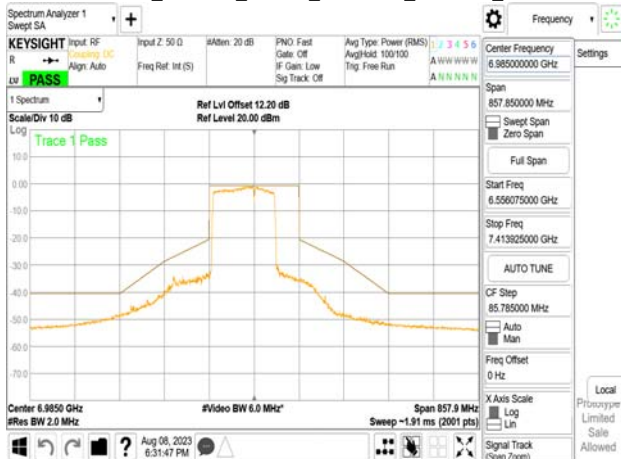 Spectrum Analyzer 1
Swept SA
+
Frequency
KEYSIGHT
R
LV PASS
Input: RF
Coupling: DC
Align: Auto
Input Z: 50 Ω
Freq Ref: Int (S)
#Atten: 20 dB
PNO: Fast
Gate: Off
IF Gain: Low
Sig Track: Off
Avg Type: Power (RMS)
Avg|Hold: 100/100
Trig: Free Run
1 2 3 4 5 6
A W W W W W
A N N N N N
1 Spectrum
Scale/Div 10 dB
Ref Lvl Offset 12.20 dB
Ref Level 20.00 dBm
Log
Trace 1 Pass
10.0
0.00
-10.0
-20.0
-30.0
-40.0
-50.0
-60.0
-70.0
Center 6.9850 GHz
#Res BW 2.0 MHz
#Video BW 6.0 MHz*
Span 857.9 MHz
Sweep ~1.91 ms (2001 pts)
?
Aug 08, 2023
6:31:47 PM
Center Frequency
6.985000000 GHz
Settings
Span
857.850000 MHz
Swept Span
Zero Span
Full Span
Start Freq
6.556075000 GHz
Stop Freq
7.413925000 GHz
AUTO TUNE
CF Step
85.785000 MHz
Auto
Man
Freq Offset
0 Hz
X Axis Scale
Log
Lin
Signal Track
(Span Zoom)
Local
Prototype
Limited
Sale
Allowed